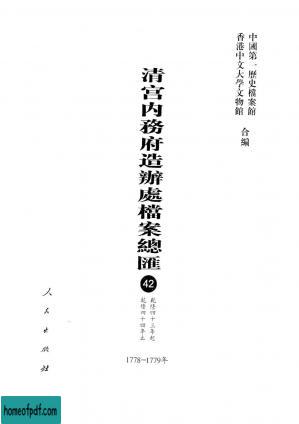 中國第一歷史檔案館
香港中文大學文物館
合編
清宮內務府造辦處檔案總匯
42
乾隆四十三年起
乾隆四十四年止
1778~1779年
人民出版社
homeofpdf.com